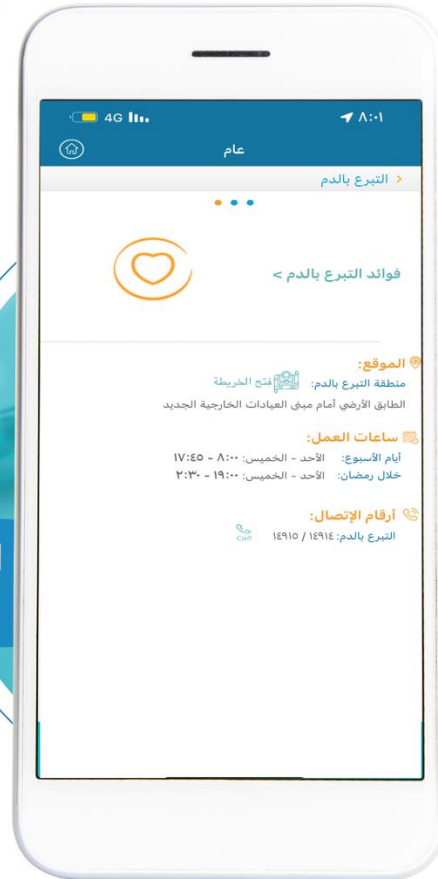 4G ٨:٠١
عام
التبرع بالدم
فوائد التبرع بالدم >
الموقع:
منطقة التبرع بالدم: فتح الخريطة
الطابق الأرضي أمام مبنى العيادات الخارجية الجديد
ساعات العمل:
أيام الأسبوع: الأحد - الخميس: ٨:٠٠ - ١٧:٤٥
خلال رمضان: الأحد - الخميس: ١٩:٠٠ - ٢:٣٠
أرقام الإتصال:
التبرع بالدم: ١٤٩١٤ / ١٤٩١٥ Call